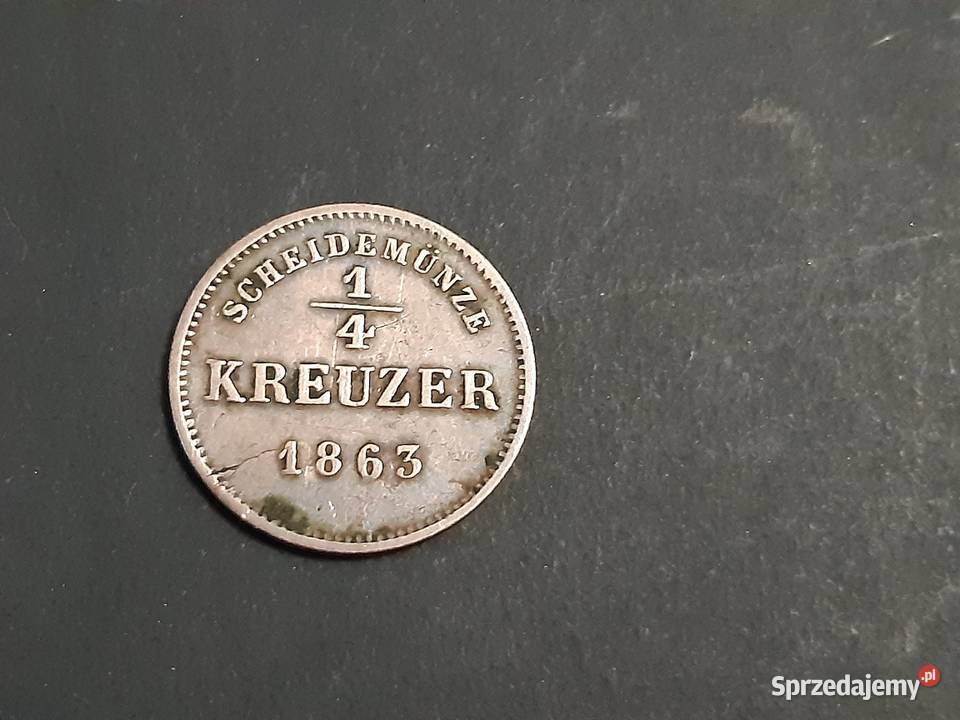 SCHEIDEMÜNZE
1
4
KREUZER
1863
Sprzedajemy.pl